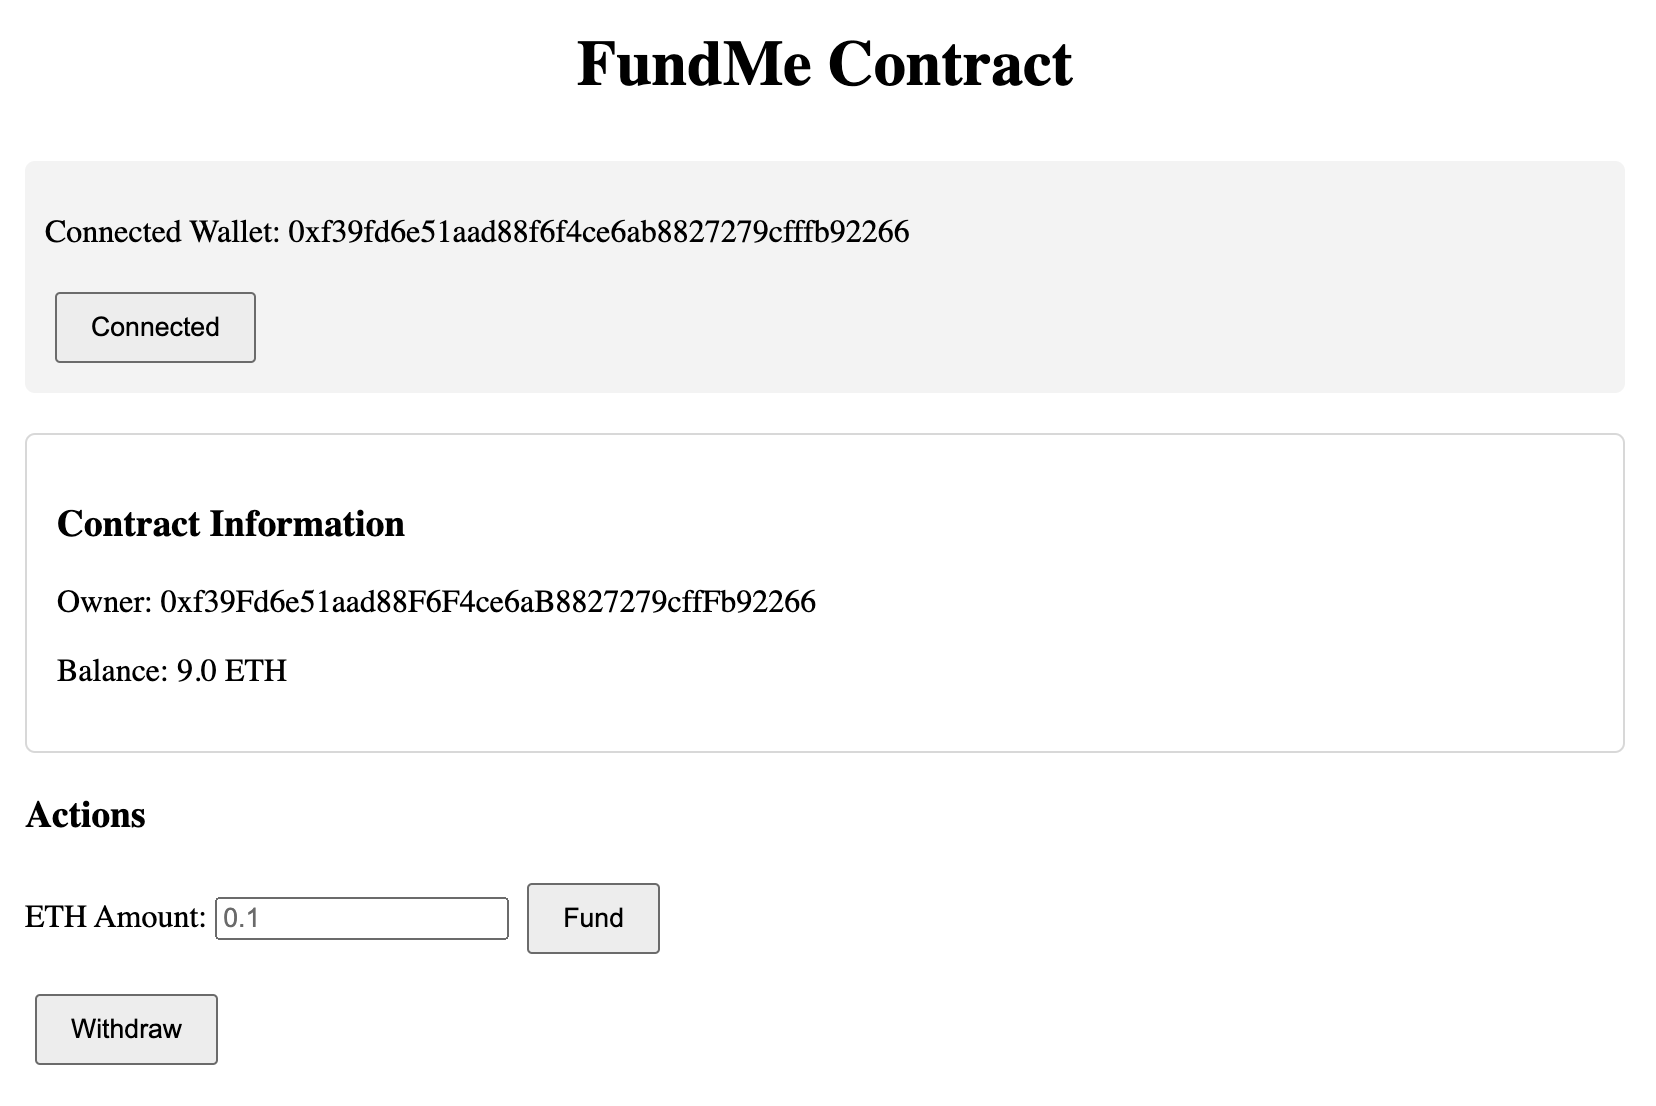 FundMe Contract
Connected Wallet: 0xf39fd6e51aad88f6f4ce6ab8827279cfffb92266
Connected
Contract Information
Owner: 0xf39Fd6e51aad88F6F4ce6aB8827279cffFb92266
Balance: 9.0 ETH
Actions
ETH Amount: 0.1 Fund
Withdraw